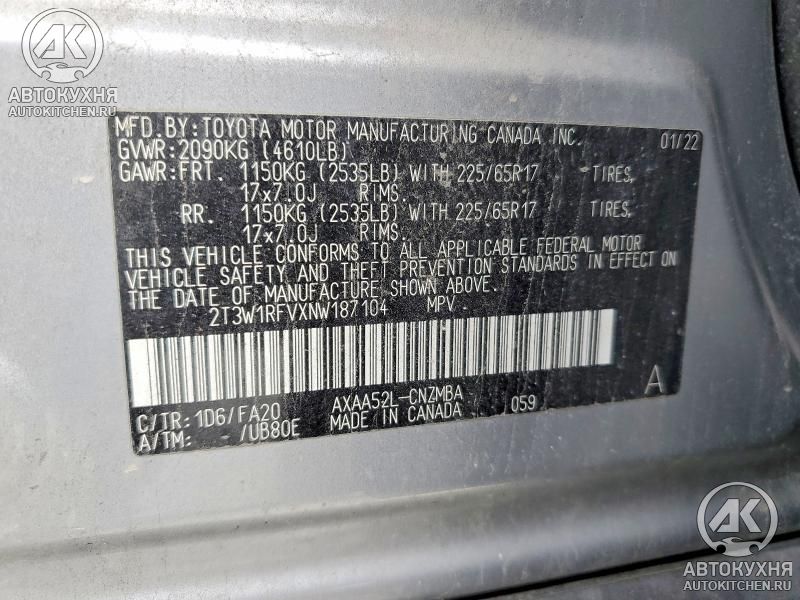 AK
АВТОКУХНЯ
AUTOKITCHEN.RU
MFD.BY:TOYOTA MOTOR MANUFACTURING CANADA INC. 01/22
GVWR:2090KG (4610LB)
GAWR:FRT. 1150KG (2535LB) WITH 225/65R17 TIRES,
17x7.0J RIMS.
RR. 1150KG (2535LB) WITH 225/65R17 TIRES,
17x7.0J RIMS.
THIS VEHICLE CONFORMS TO ALL APPLICABLE FEDERAL MOTOR
VEHICLE SAFETY AND THEFT PREVENTION STANDARDS IN EFFECT ON
THE DATE OF MANUFACTURE SHOWN ABOVE.
2T3W1RFVXNW187104 MPV
C/TR: 1D6/FA20 AXAA52L-CNZMBA A
A/TM: /UB80E MADE IN CANADA 059
AK
АВТОКУХНЯ
AUTOKITCHEN.RU